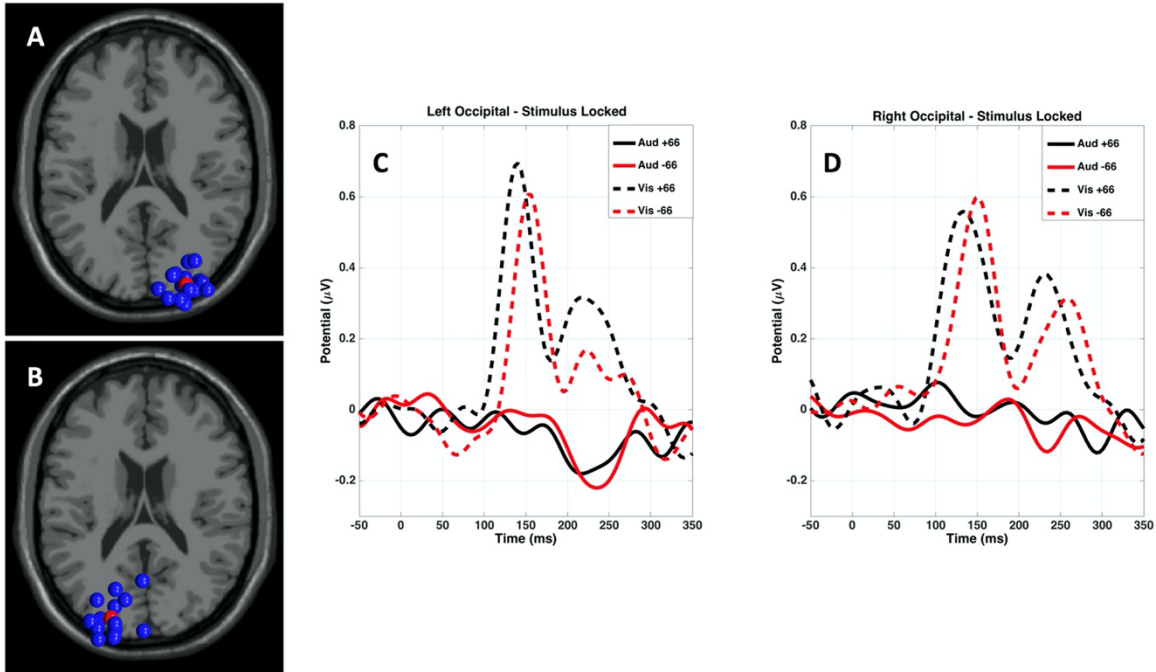 A
B
Left Occipital - Stimulus Locked
C
Aud +66
Aud -66
Vis +66
Vis -66
Potential (µV)
0.8
0.6
0.4
0.2
0
-0.2
-50 0 50 100 150 200 250 300 350
Time (ms)
Right Occipital - Stimulus Locked
D
Aud +66
Aud -66
Vis +66
Vis -66
Potential (µV)
0.8
0.6
0.4
0.2
0
-0.2
-50 0 50 100 150 200 250 300 350
Time (ms)